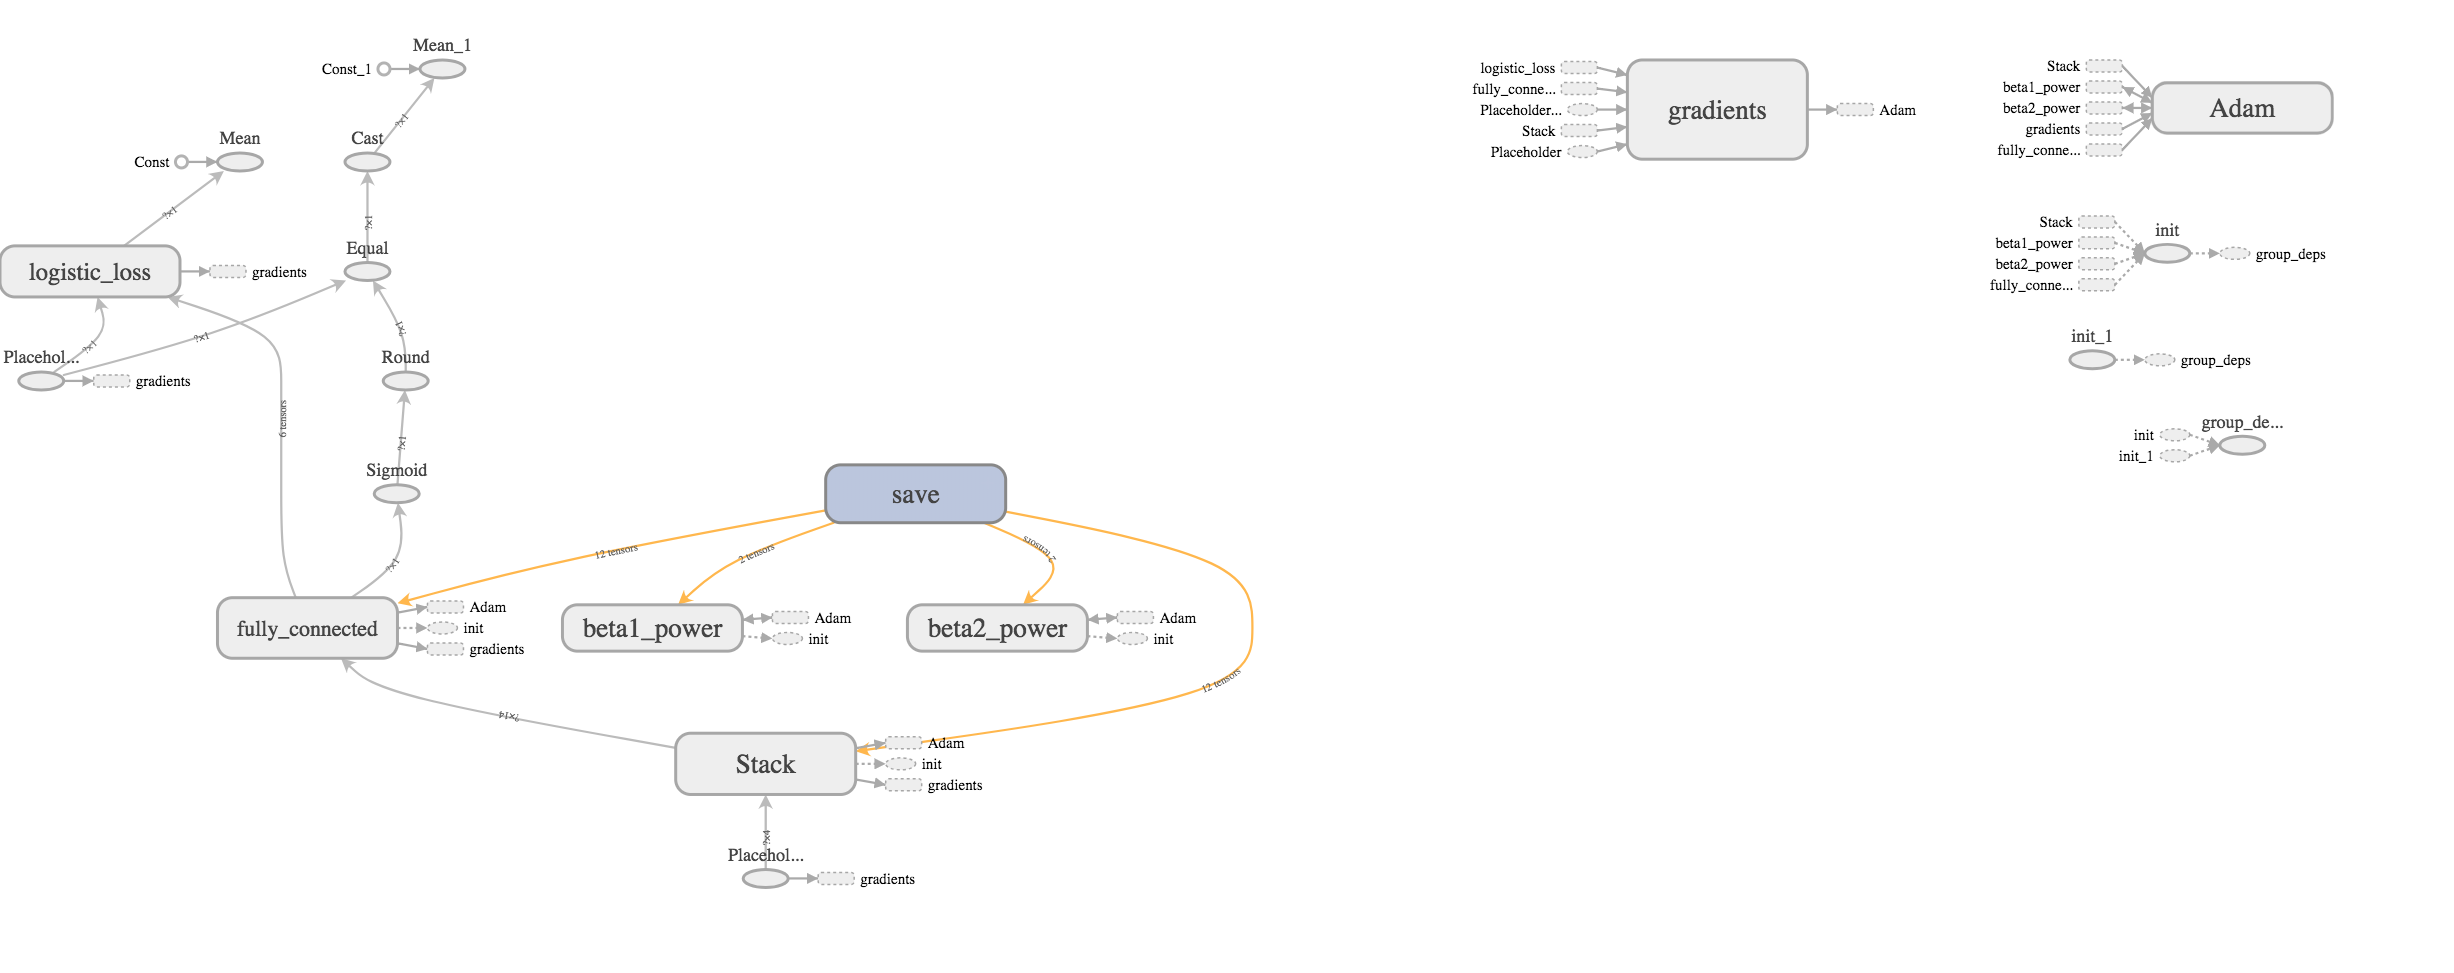 Mean_1
Const_1
?×1
Cast
Mean
Const
?×1
?×1
Equal
logistic_loss
gradients
?×1
?×1
?×1
Placehol...
gradients
Round
6 tensors
?×1
Sigmoid
?×1
save
12 tensors
2 tensors
2 tensors
12 tensors
fully_connected
Adam
init
gradients
beta1_power
Adam
init
beta2_power
Adam
init
?×14
Stack
Adam
init
gradients
?×4
Placehol...
gradients
logistic_loss
fully_conne...
Placeholder...
Stack
Placeholder
gradients
Adam
Stack
beta1_power
beta2_power
gradients
fully_conne...
Adam
Stack
beta1_power
beta2_power
fully_conne...
init
group_deps
init_1
group_deps
group_de...
init
init_1